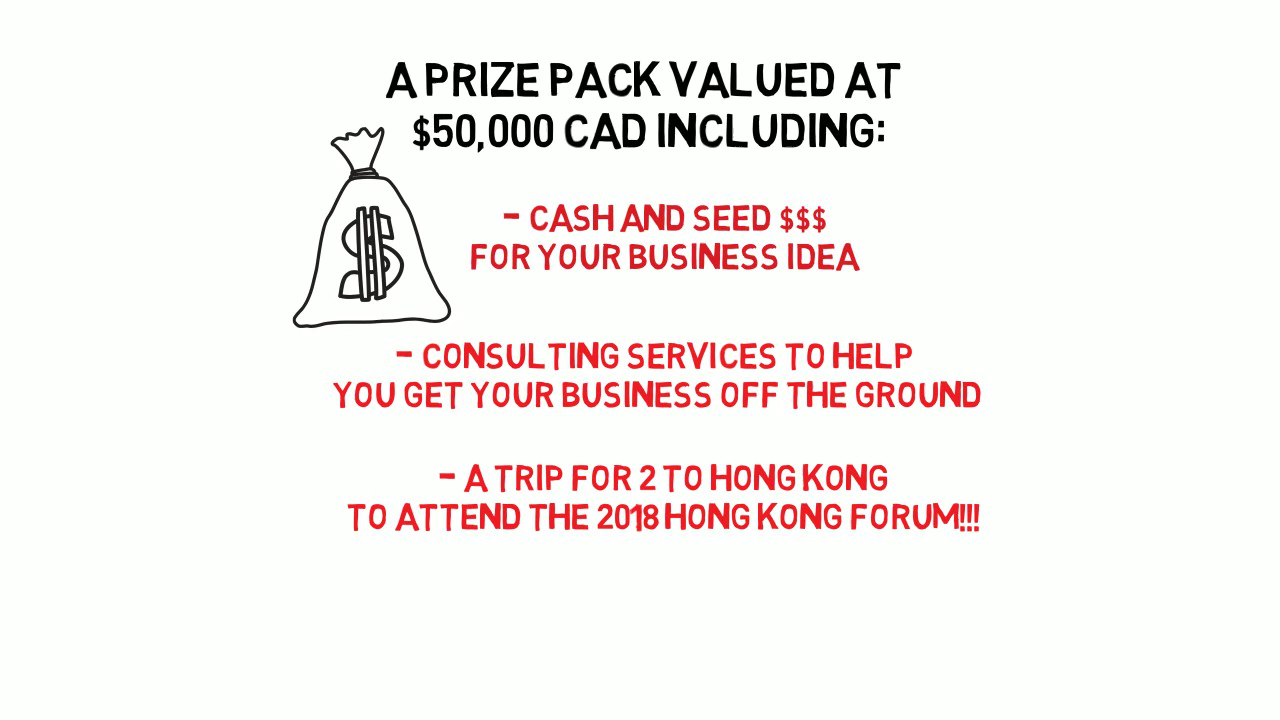 A PRIZE PACK VALUED AT
$50,000 CAD INCLUDING:
- CASH AND SEED $$$
FOR YOUR BUSINESS IDEA
- CONSULTING SERVICES TO HELP
YOU GET YOUR BUSINESS OFF THE GROUND
- A TRIP FOR 2 TO HONG KONG
TO ATTEND THE 2018 HONG KONG FORUM!!!